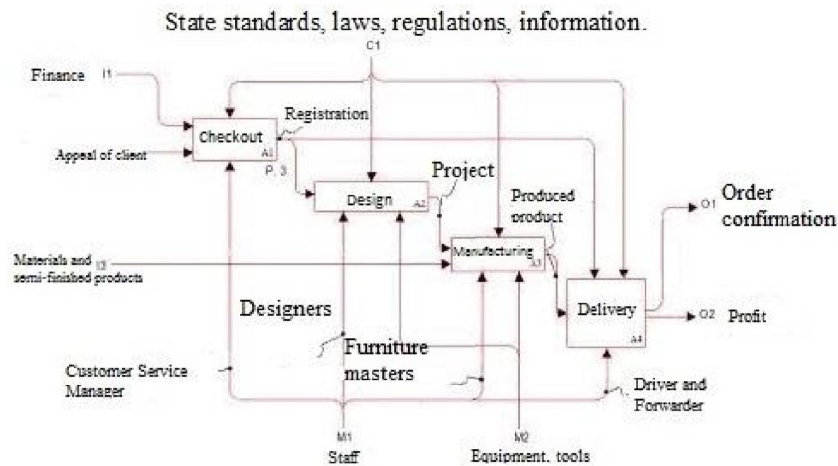 State standards, laws, regulations, information.
C1
Finance
I1
Registration
Checkout
A1
Appeal of client
P. 3
Project
Design
A2
Produced
product
O1
Order
confirmation
Manufacturing
A3
Materials and
semi-finished products
I3
Delivery
A4
O2
Profit
Designers
Furniture
masters
Customer Service
Manager
Driver and
Forwarder
M1
Staff
M2
Equipment, tools